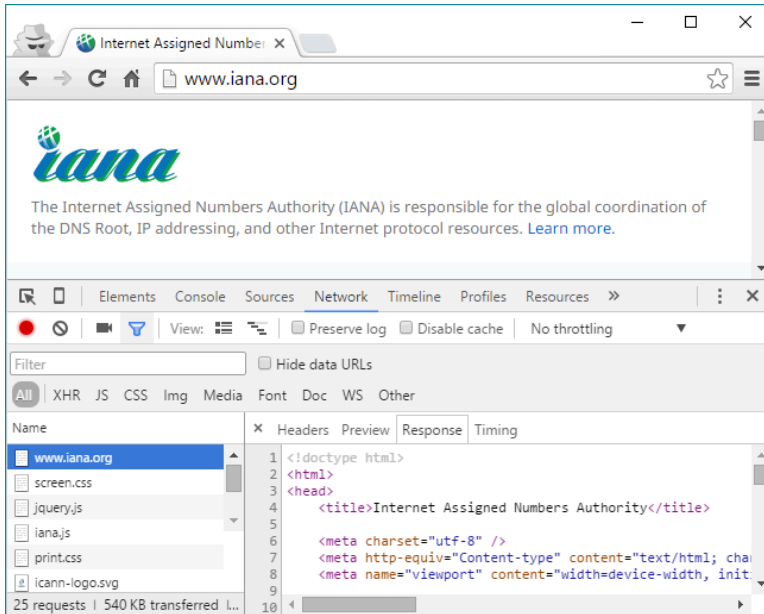 Internet Assigned Number
www.iana.org
iana
The Internet Assigned Numbers Authority (IANA) is responsible for the global coordination of
the DNS Root, IP addressing, and other Internet protocol resources. Learn more.
Elements Console Sources Network Timeline Profiles Resources »
View: Preserve log Disable cache No throttling
Filter Hide data URLs
All XHR JS CSS Img Media Font Doc WS Other
Name
www.iana.org
screen.css
jquery.js
iana.js
print.css
icann-logo.svg
25 requests | 540 KB transferred | L...
× Headers Preview Response Timing
1 <!doctype html>
2 <html>
3 <head>
4 <title>Internet Assigned Numbers Authority</title>
5
6 <meta charset="utf-8" />
7 <meta http-equiv="Content-type" content="text/html; cha
8 <meta name="viewport" content="width=device-width, init
9
10